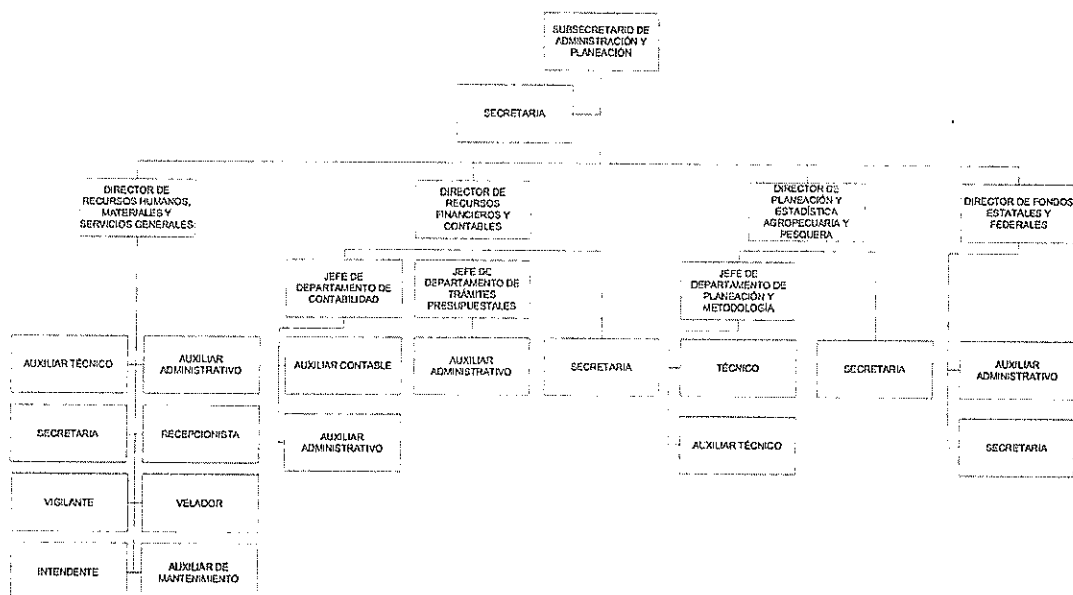 SUBSECRETARIO DE
ADMINISTRACIÓN Y
PLANEACIÓN
SECRETARIA
DIRECTOR DE
RECURSOS HUMANOS,
MATERIALES Y
SERVICIOS GENERALES
DIRECTOR DE
RECURSOS
FINANCIEROS Y
CONTABLES
DIRECTOR DE
PLANEACIÓN Y
ESTADÍSTICA
AGROPECUARIA Y
PESQUERA
DIRECTOR DE FONDOS
ESTATALES Y
FEDERALES
JEFE DE
DEPARTAMENTO DE
CONTABILIDAD
JEFE DE
DEPARTAMENTO DE
TRÁMITES
PRESUPUESTALES
JEFE DE
DEPARTAMENTO DE
PLANEACIÓN Y
METODOLOGÍA
AUXILIAR TÉCNICO
AUXILIAR
ADMINISTRATIVO
AUXILIAR CONTABLE
AUXILIAR
ADMINISTRATIVO
SECRETARIA
TÉCNICO
SECRETARIA
AUXILIAR
ADMINISTRATIVO
SECRETARIA
RECEPCIONISTA
AUXILIAR
ADMINISTRATIVO
AUXILIAR TÉCNICO
SECRETARIA
VIGILANTE
VELADOR
INTENDENTE
AUXILIAR DE
MANTENIMIENTO